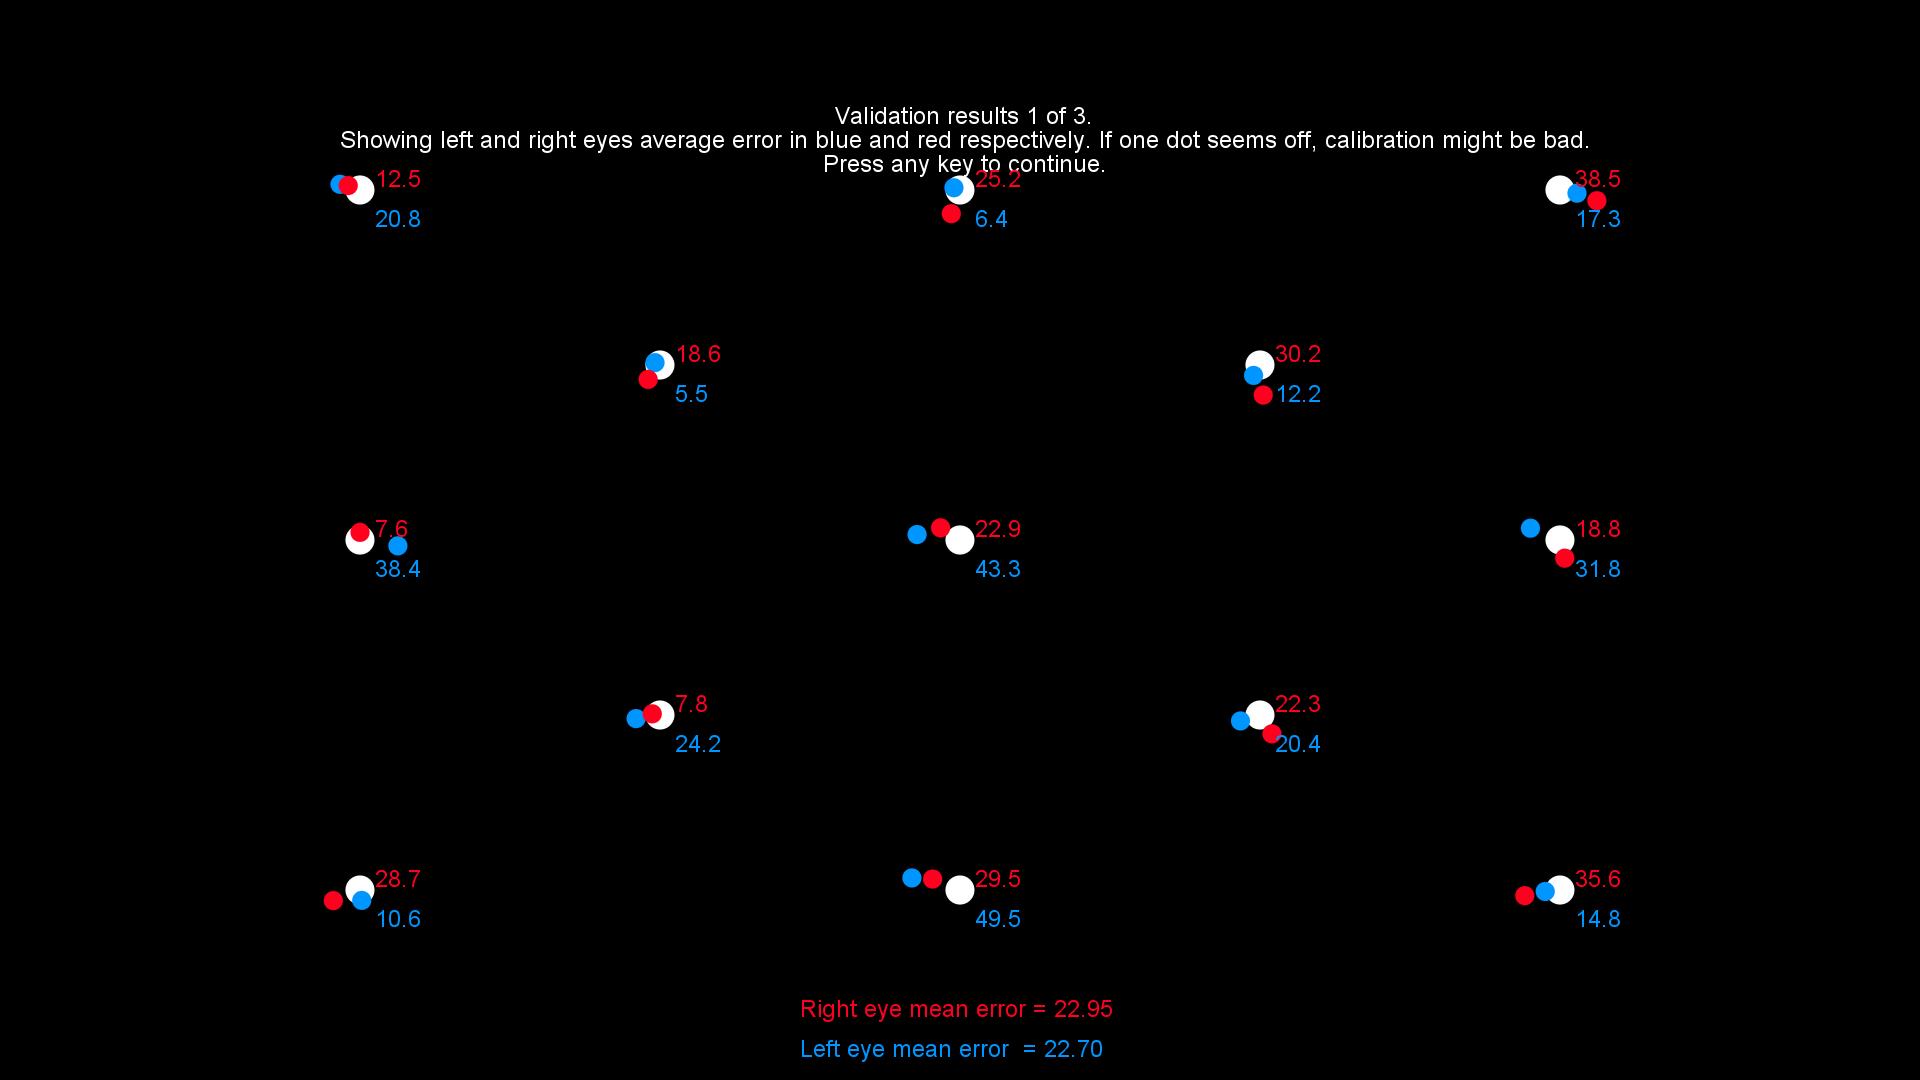 Validation results 1 of 3.
Showing left and right eyes average error in blue and red respectively. If one dot seems off, calibration might be bad.
Press any key to continue.
12.5 25.2 38.5
20.8 6.4 17.3
18.6 30.2
5.5 12.2
7.6 22.9 18.8
38.4 43.3 31.8
7.8 22.3
24.2 20.4
28.7 29.5 35.6
10.6 49.5 14.8
Right eye mean error = 22.95
Left eye mean error  = 22.70